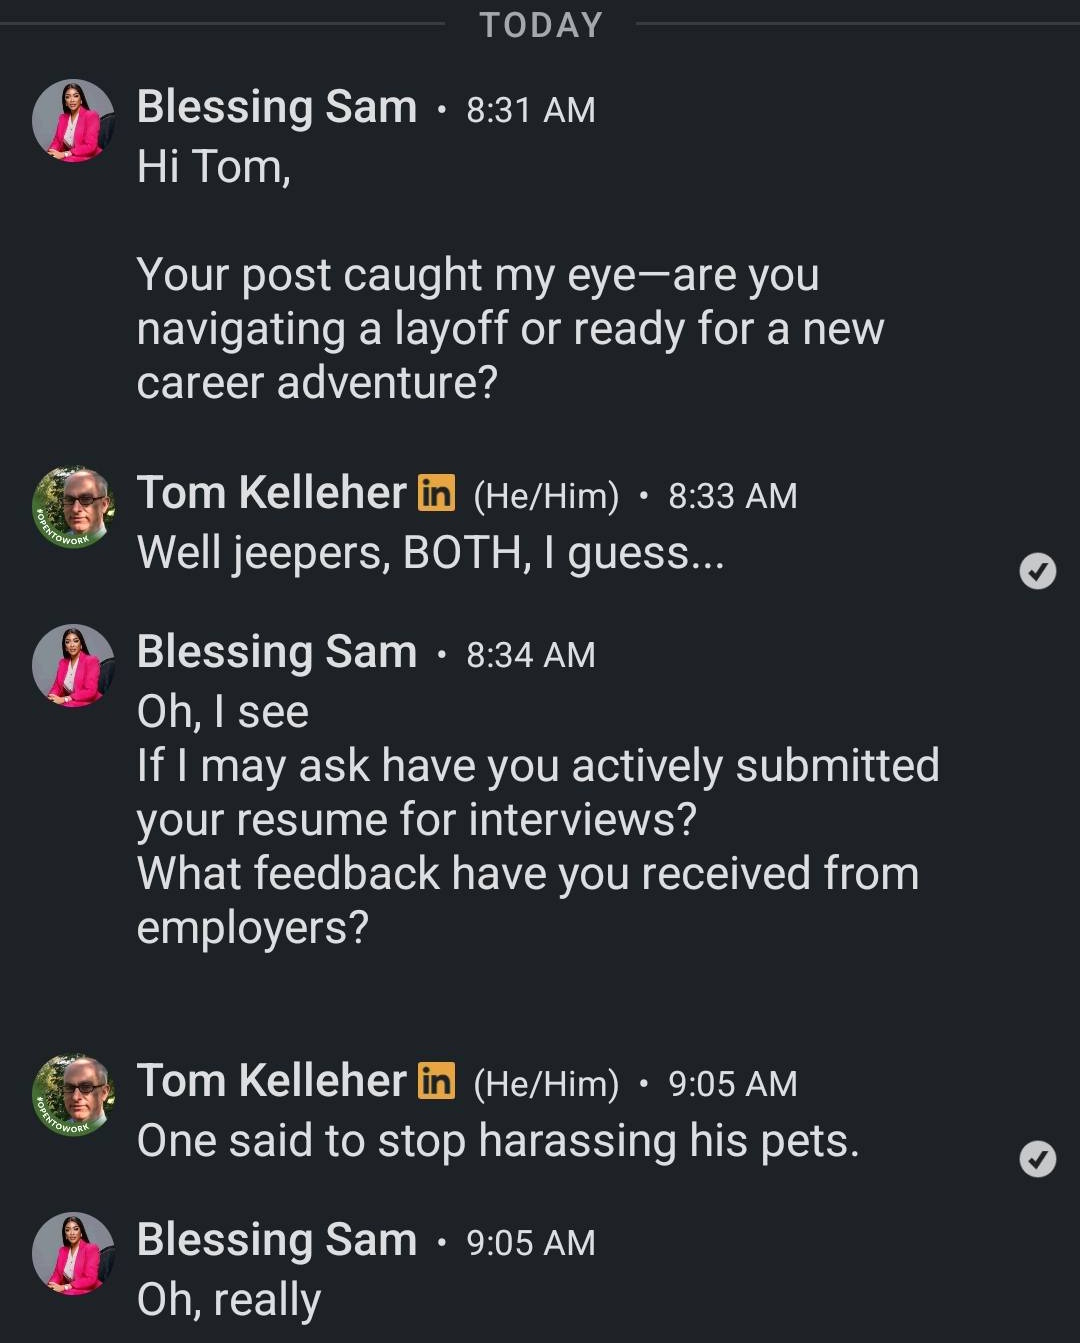 TODAY
Blessing Sam • 8:31 AM
Hi Tom,
Your post caught my eye—are you
navigating a layoff or ready for a new
career adventure?
Tom Kelleher in (He/Him) • 8:33 AM
#OPENTOWORK
Well jeepers, BOTH, I guess...
Blessing Sam • 8:34 AM
Oh, I see
If I may ask have you actively submitted
your resume for interviews?
What feedback have you received from
employers?
Tom Kelleher in (He/Him) • 9:05 AM
#OPENTOWORK
One said to stop harassing his pets.
Blessing Sam • 9:05 AM
Oh, really